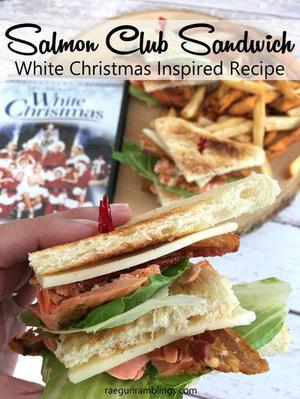 Salmon Club Sandwich
White Christmas Inspired Recipe
White
Christmas
raegunramblings.com